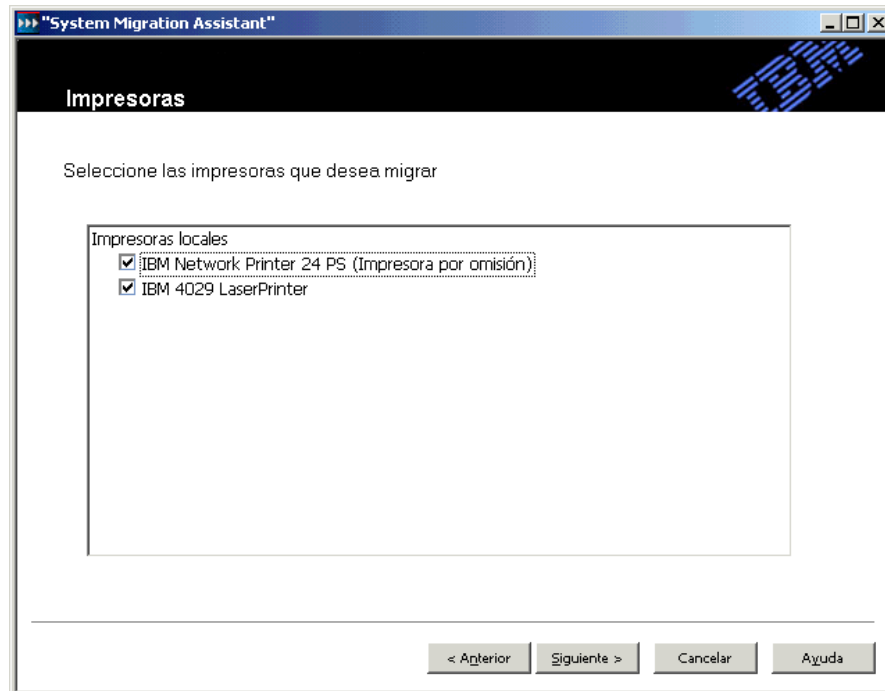 "System Migration Assistant"
IBM
Impresoras
Seleccione las impresoras que desea migrar
Impresoras locales
IBM Network Printer 24 PS (Impresora por omisión)
IBM 4029 LaserPrinter
< Anterior
Siguiente >
Cancelar
Ayuda